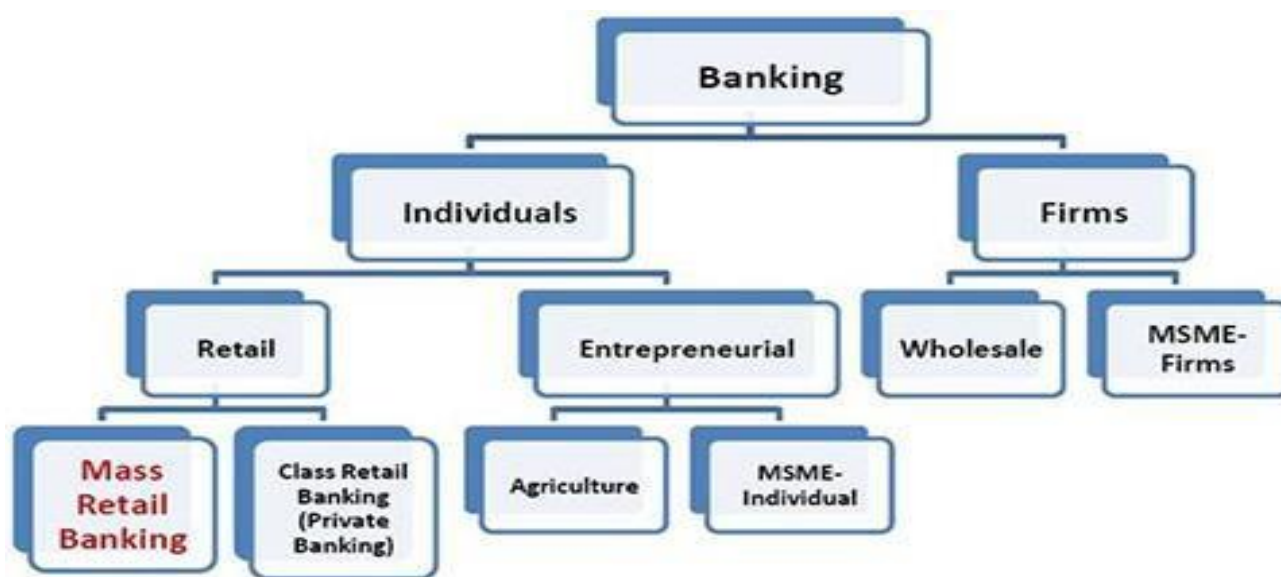 Banking
Individuals
Firms
Retail
Entrepreneurial
Wholesale
MSME-
Firms
Mass
Retail
Banking
Class Retail
Banking
(Private
Banking)
Agriculture
MSME-
Individual